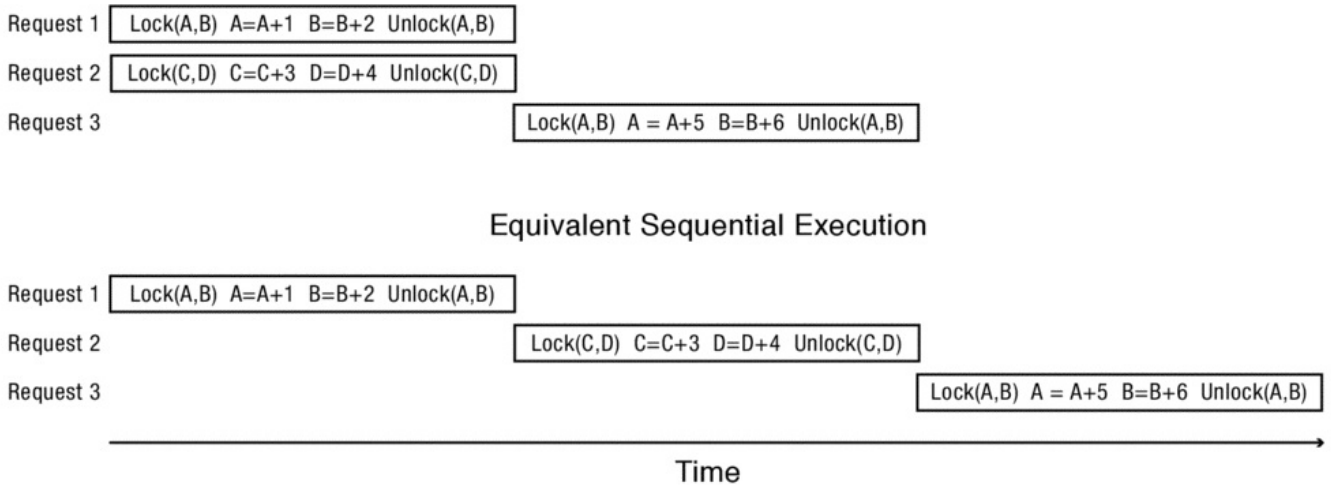 Request 1 Lock(A,B) A=A+1 B=B+2 Unlock(A,B)
Request 2 Lock(C,D) C=C+3 D=D+4 Unlock(C,D)
Request 3 Lock(A,B) A = A+5 B=B+6 Unlock(A,B)
Equivalent Sequential Execution
Request 1 Lock(A,B) A=A+1 B=B+2 Unlock(A,B)
Request 2 Lock(C,D) C=C+3 D=D+4 Unlock(C,D)
Request 3 Lock(A,B) A = A+5 B=B+6 Unlock(A,B)
Time